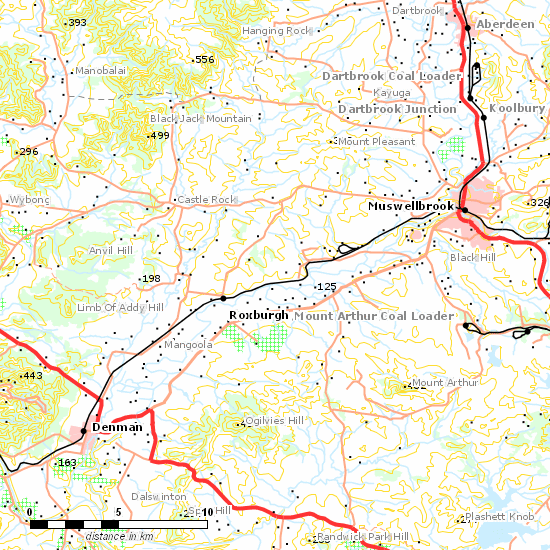 Dartbrook
.393
Aberdeen
Hanging Rock
.556
Manobalai
Dartbrook Coal Loader
Kayuga
Dartbrook Junction
Koolbury
Black Jack Mountain
.499
Mount Pleasant
.296
Wybong
Castle Rock
Muswellbrook
.326
Anvil Hill
Black Hill
.198
.125
Limb Of Addy Hill
Roxburgh
Mount Arthur Coal Loader
Mangoola
.443
Mount Arthur
Denman
Ogilvies Hill
.163
Dalswinton
0
5
10
distance in km
Plashett Knob
Randwick Park Hill